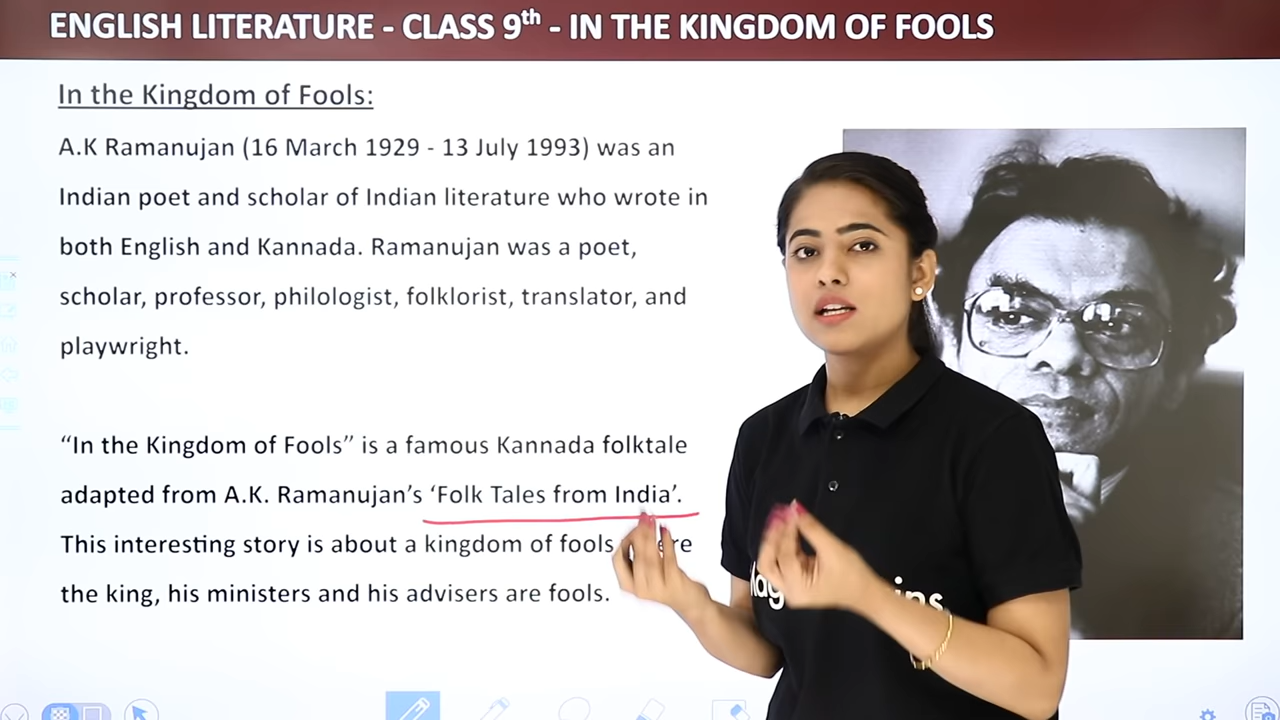 ENGLISH LITERATURE - CLASS 9th - IN THE KINGDOM OF FOOLS
In the Kingdom of Fools:
A.K Ramanujan (16 March 1929 - 13 July 1993) was an
Indian poet and scholar of Indian literature who wrote in
both English and Kannada. Ramanujan was a poet,
scholar, professor, philologist, folklorist, translator, and
playwright.
“In the Kingdom of Fools” is a famous Kannada folktale
adapted from A.K. Ramanujan’s ‘Folk Tales from India’.
This interesting story is about a kingdom of fools
the king, his ministers and his advisers are fools.